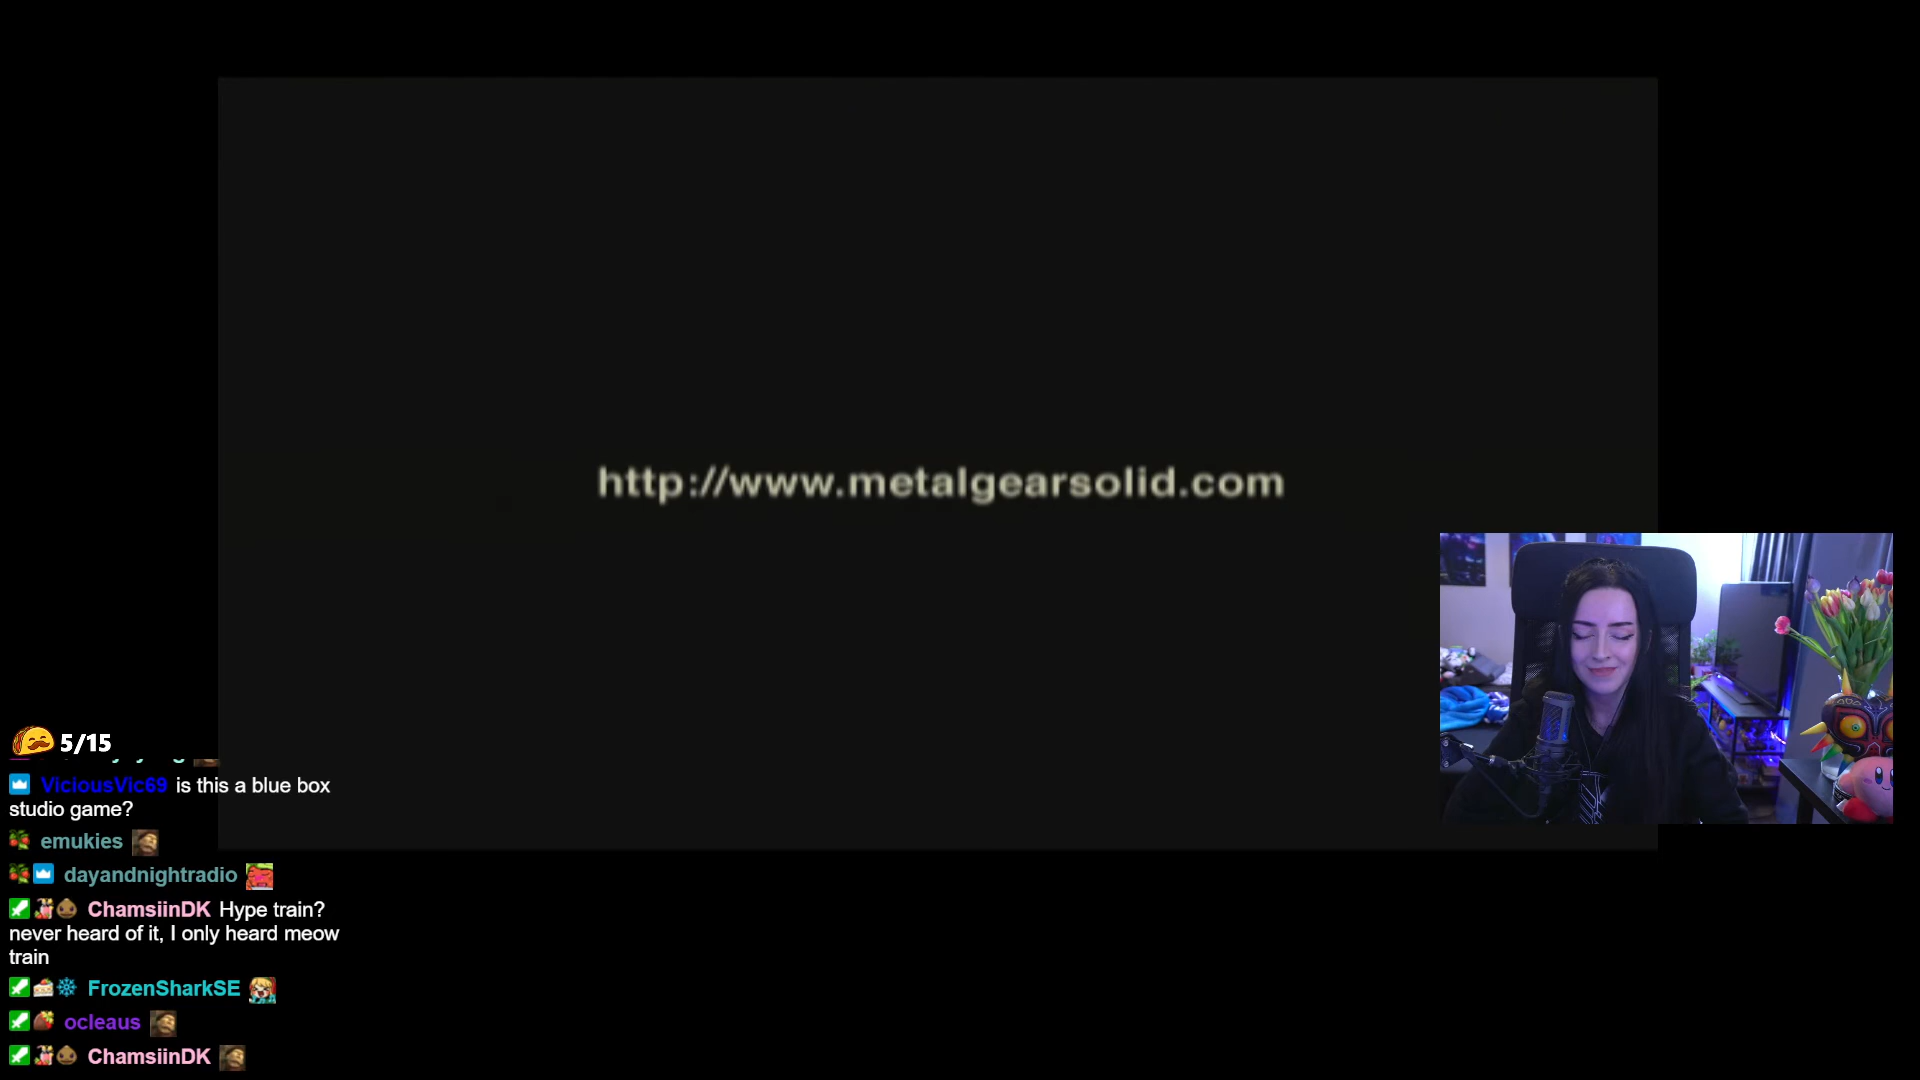 http://www.metalgearsolid.com
5/15
ViciousVic69 is this a blue box
studio game?
emukies
dayandnightradio
ChamsiinDK Hype train?
never heard of it, I only heard meow
train
FrozenSharkSE
ocleaus
ChamsiinDK